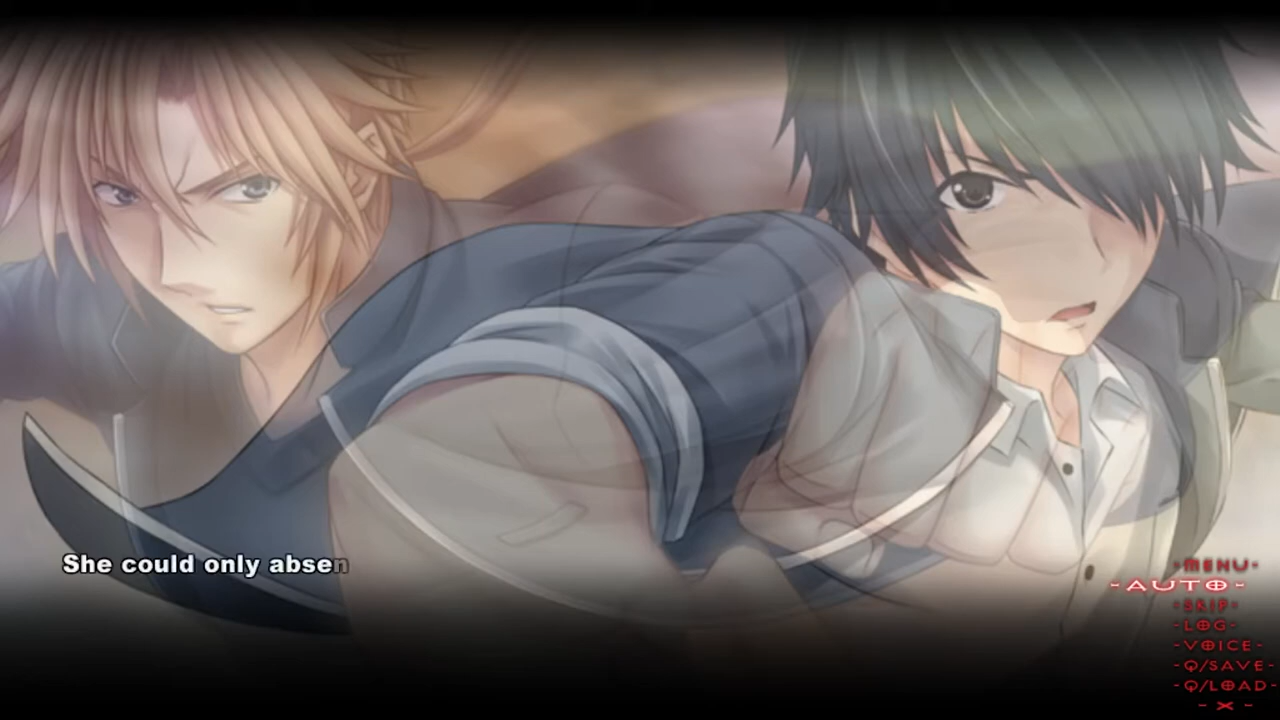 She could only absen
-MENU-
-AUTO-
-SKIP-
-LOG-
-VOICE-
-Q/SAVE-
-Q/LOAD-
-X-